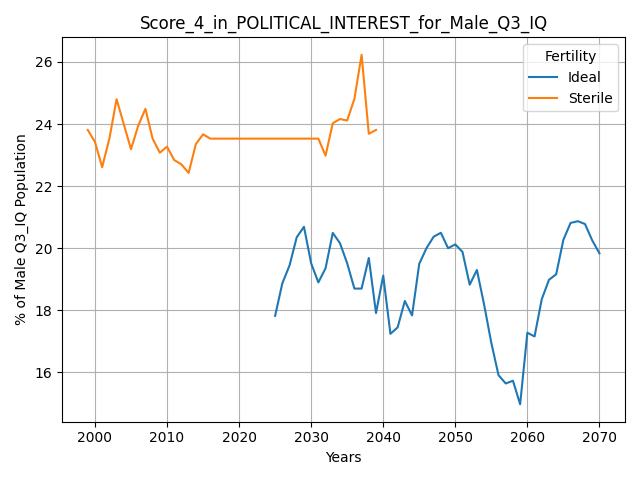 Score_4_in_POLITICAL_INTEREST_for_Male_Q3_IQ
Fertility
Ideal
Sterile
% of Male Q3_IQ Population
26
24
22
20
18
16
2000 2010 2020 2030 2040 2050 2060 2070
Years